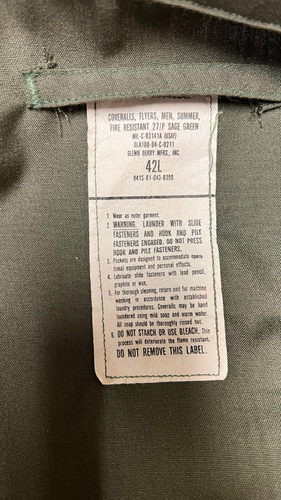 COVERALLS, FLYERS, MEN, SUMMER,
FIRE RESISTANT 27/P SAGE GREEN
MIL-C-83141A (USAF)
DLA100-84-C-0211
GLENN BERRY MFRS., INC.
42L
8415-01-043-8390
1. Wear as outer garment.
2. WARNING. LAUNDER WITH SLIDE
FASTENERS AND HOOK AND PILE
FASTENERS ENGAGED. DO NOT PRESS
HOOK AND PILE FASTENERS.
3. Pockets are designed to accommodate opera-
tional equipment and personal effects.
4. Lubricate slide fasteners with lead pencil,
graphite or wax.
5. For thorough cleaning, return unit for machine
washing in accordance with established
laundry procedures. Coveralls may be hand
laundered using mild soap and warm water.
All soap should be thoroughly rinsed out.
6. DO NOT STARCH OR USE BLEACH. This
process will deteriorate the flame resistant.
DO NOT REMOVE THIS LABEL.